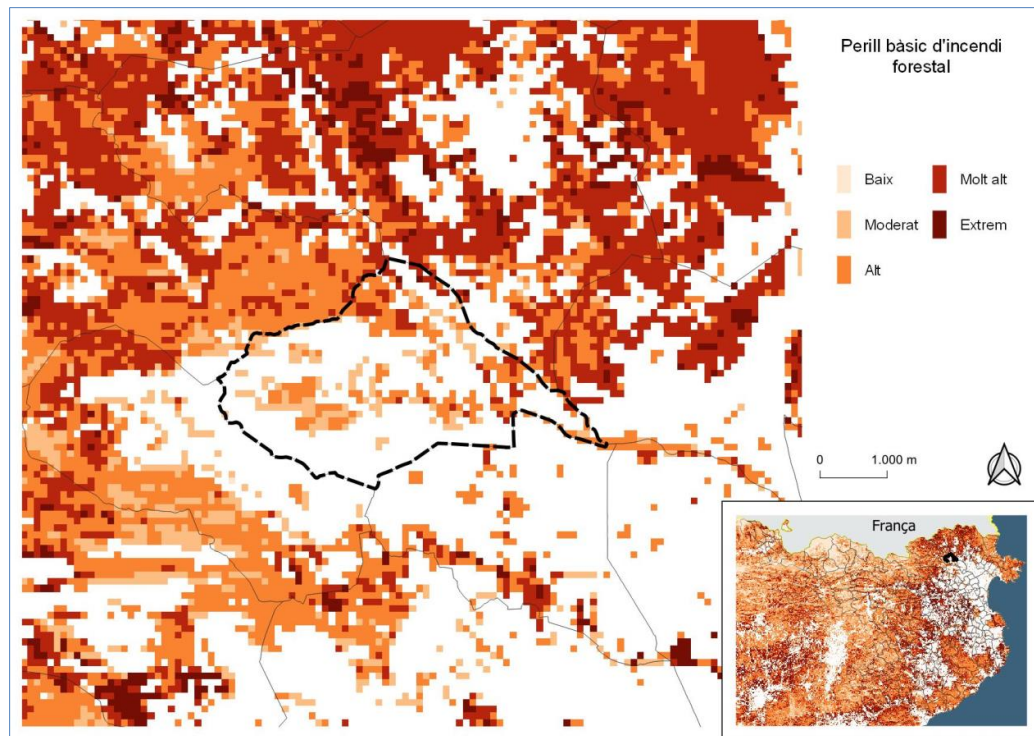 Perill bàsic d'incendi
forestal
Baix
Molt alt
Moderat
Extrem
Alt
0
1.000 m
França